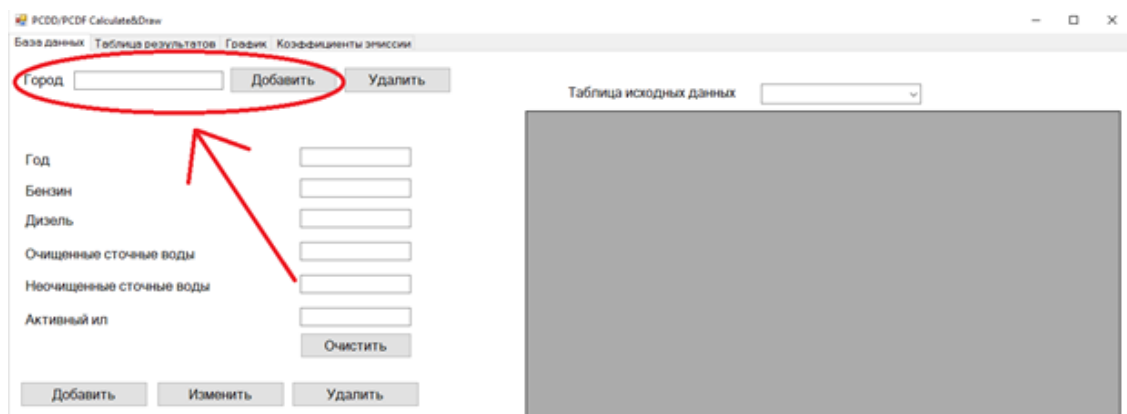 PCDD/PCDF Calculate&Draw
База данных Таблица результатов График Коэффициенты эмиссии
Город Добавить Удалить
Таблица исходных данных
Год
Бензин
Дизель
Очищенные сточные воды
Неочищенные сточные воды
Активный ил
Очистить
Добавить Изменить Удалить